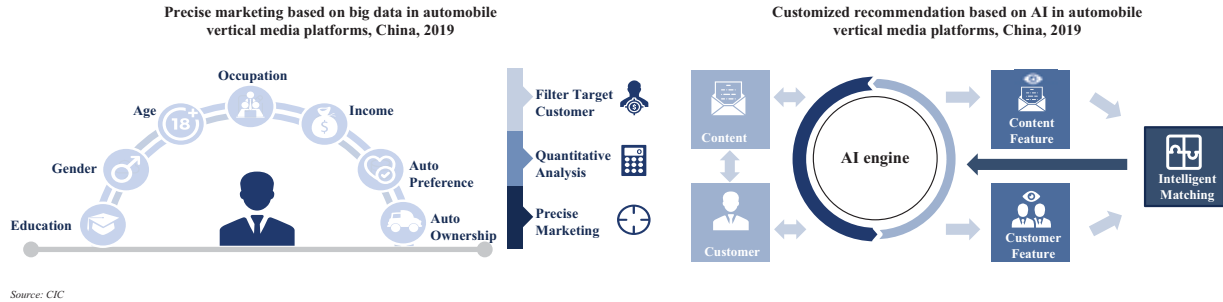 Precise marketing based on big data in automobile
vertical media platforms, China, 2019
Occupation
Age
18+
Income
$
Gender
Auto
Preference
Education
Auto
Ownership
Filter Target
Customer
$
Quantitative
Analysis
Precise
Marketing
Customized recommendation based on AI in automobile
vertical media platforms, China, 2019
Content
Customer
AI engine
Content
Feature
Customer
Feature
Intelligent
Matching
Source: CIC